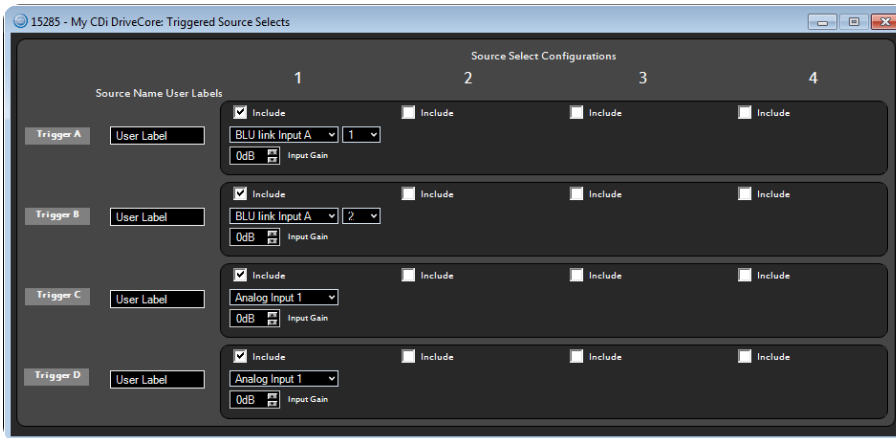 15285 - My CDi DriveCore: Triggered Source Selects
Source Select Configurations
1 2 3 4
Source Name User Labels
Include Include Include Include
Trigger A User Label BLU link Input A 1
0dB Input Gain
Include Include Include Include
Trigger B User Label BLU link Input A 2
0dB Input Gain
Include Include Include Include
Trigger C User Label Analog Input 1
0dB Input Gain
Include Include Include Include
Trigger D User Label Analog Input 1
0dB Input Gain